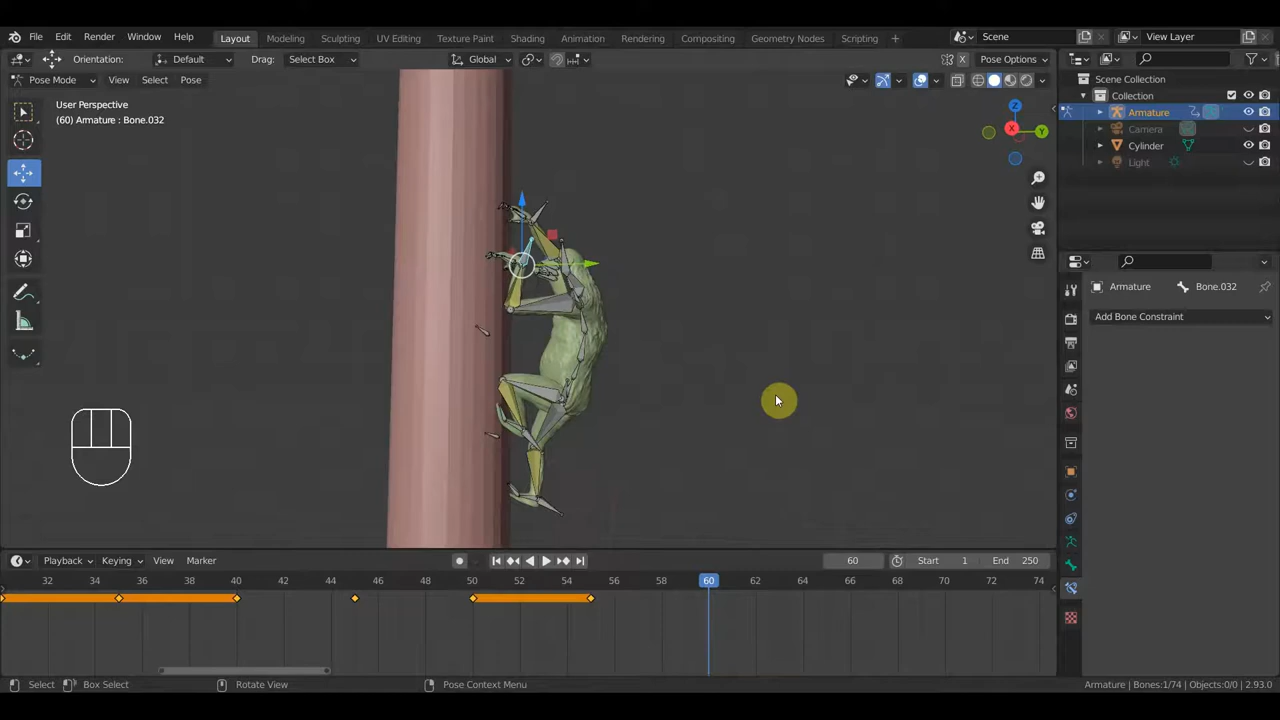 File Edit Render Window Help Layout Modeling Sculpting UV Editing Texture Paint Shading Animation Rendering Compositing Geometry Nodes Scripting + Scene View Layer
Orientation: Default Drag: Select Box Global Pose Options
Pose Mode View Select Pose
User Perspective
(60) Armature : Bone.032
Z
Y
X
Scene Collection
Collection
Armature
Camera
Cylinder
Light
Armature Bone.032
Add Bone Constraint
Playback Keying View Marker 60 Start 1 End 250
32 34 36 38 40 42 44 46 48 50 52 54 56 58 60 62 64 66 68 70 72 74
Select Box Select Rotate View Pose Context Menu Armature | Bones:1/74 | Objects:0/0 | 2.93.0